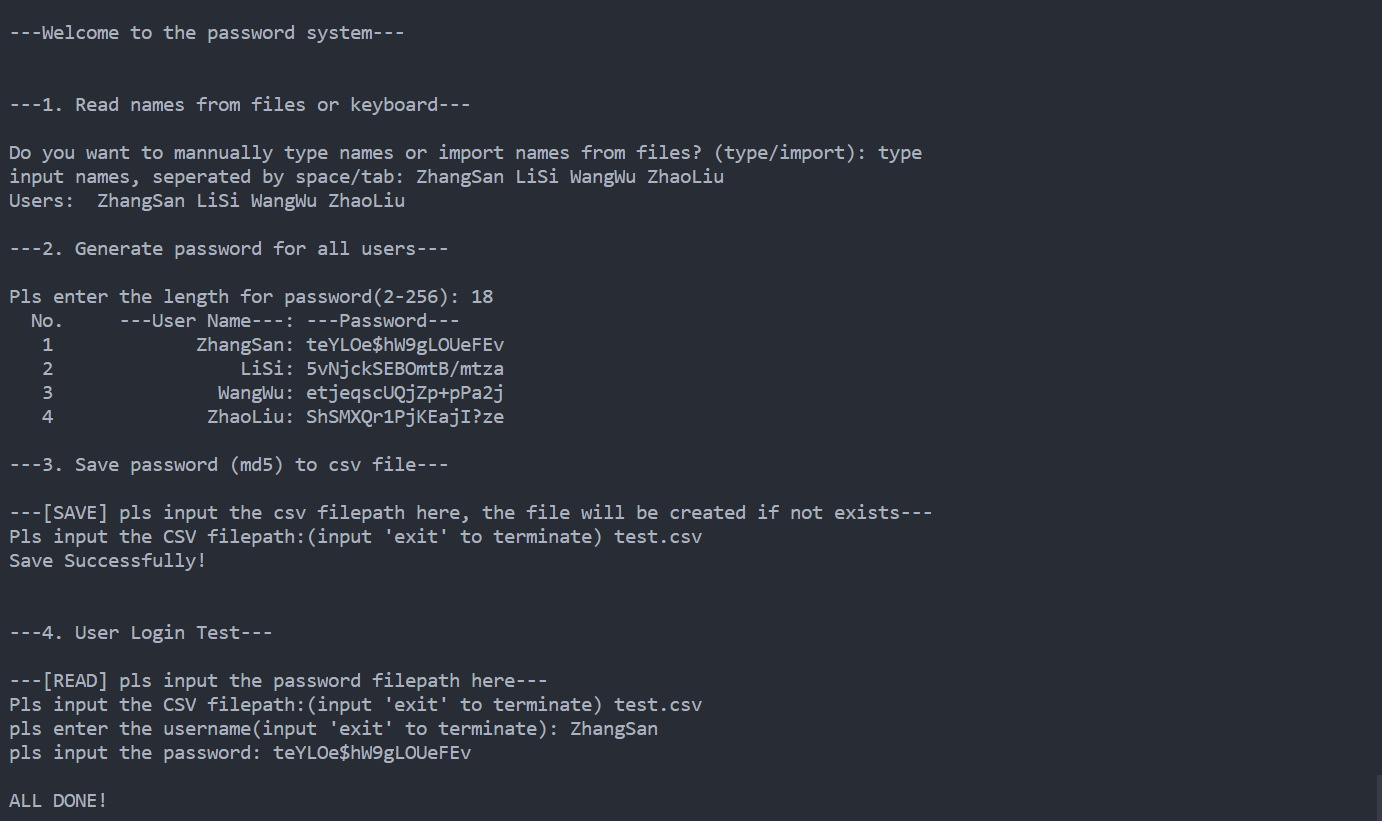 ---Welcome to the password system---
---1. Read names from files or keyboard---
Do you want to mannually type names or import names from files? (type/import): type
input names, seperated by space/tab: ZhangSan LiSi WangWu ZhaoLiu
Users:  ZhangSan LiSi WangWu ZhaoLiu
---2. Generate password for all users---
Pls enter the length for password(2-256): 18
No.     ---User Name---: ---Password---
1             ZhangSan: teYLOe$hW9gLOUeFEv
2                 LiSi: 5vNjckSEBOmtB/mtza
3               WangWu: etjeqscUQjZp+pPa2j
4              ZhaoLiu: ShSMXQr1PjKEajI?ze
---3. Save password (md5) to csv file---
---[SAVE] pls input the csv filepath here, the file will be created if not exists---
Pls input the CSV filepath:(input 'exit' to terminate) test.csv
Save Successfully!
---4. User Login Test---
---[READ] pls input the password filepath here---
Pls input the CSV filepath:(input 'exit' to terminate) test.csv
pls enter the username(input 'exit' to terminate): ZhangSan
pls input the password: teYLOe$hW9gLOUeFEv
ALL DONE!